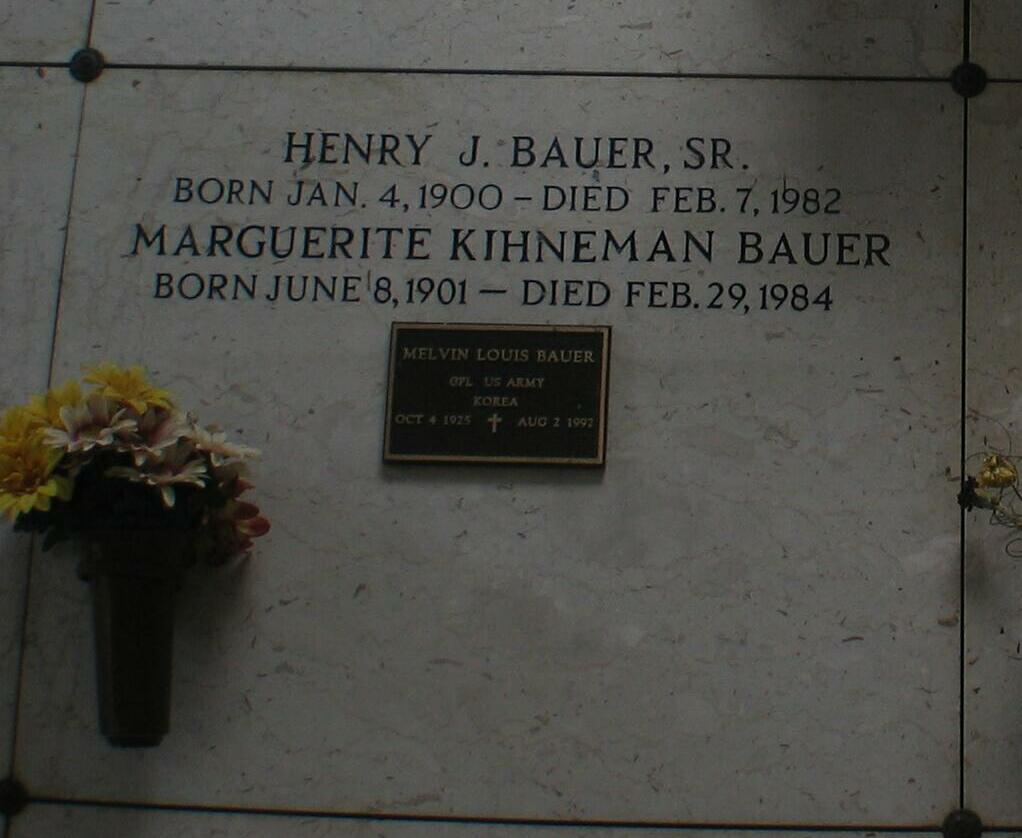 HENRY J. BAUER, SR.
BORN JAN. 4, 1900 – DIED FEB. 7, 1982
MARGUERITE KIHNEMAN BAUER
BORN JUNE 8, 1901 — DIED FEB. 29, 1984
MELVIN LOUIS BAUER
CPL US ARMY
KOREA
OCT 4 1925 ✝ AUG 2 1992